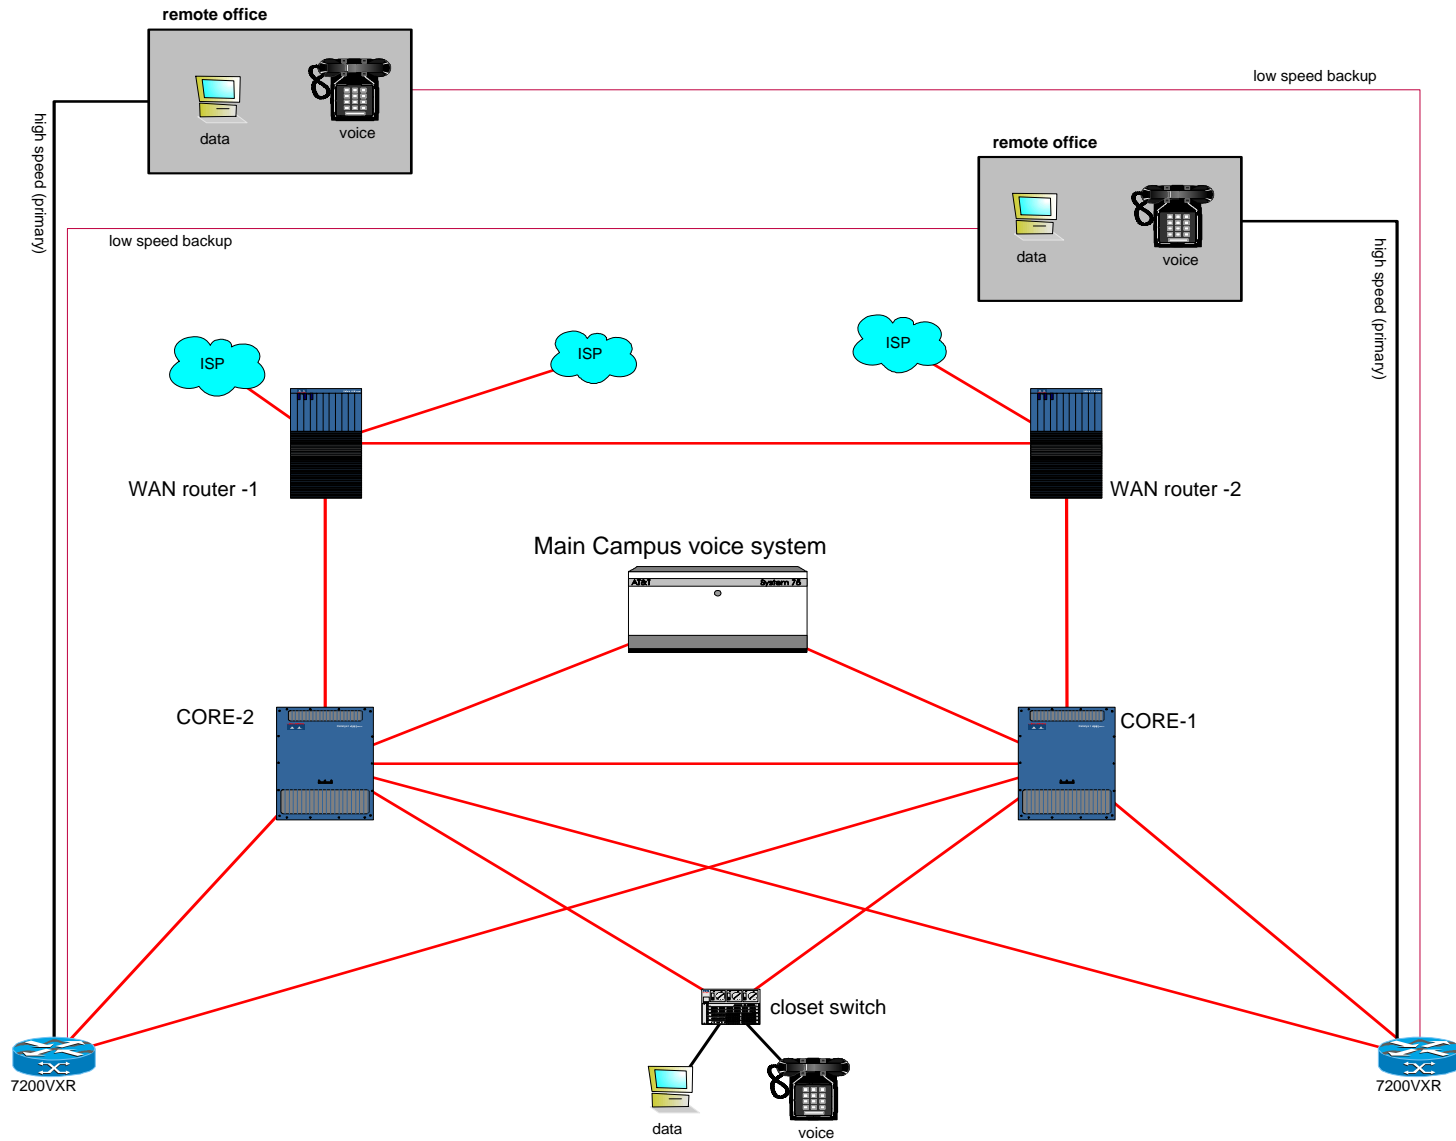 remote office
low speed backup
high speed (primary)
data
voice
remote office
low speed backup
data
voice
high speed (primary)
ISP
ISP
ISP
WAN router -1
WAN router -2
Main Campus voice system
AT&T
System 75
CORE-2
CORE-1
closet switch
7200VXR
7200VXR
data
voice